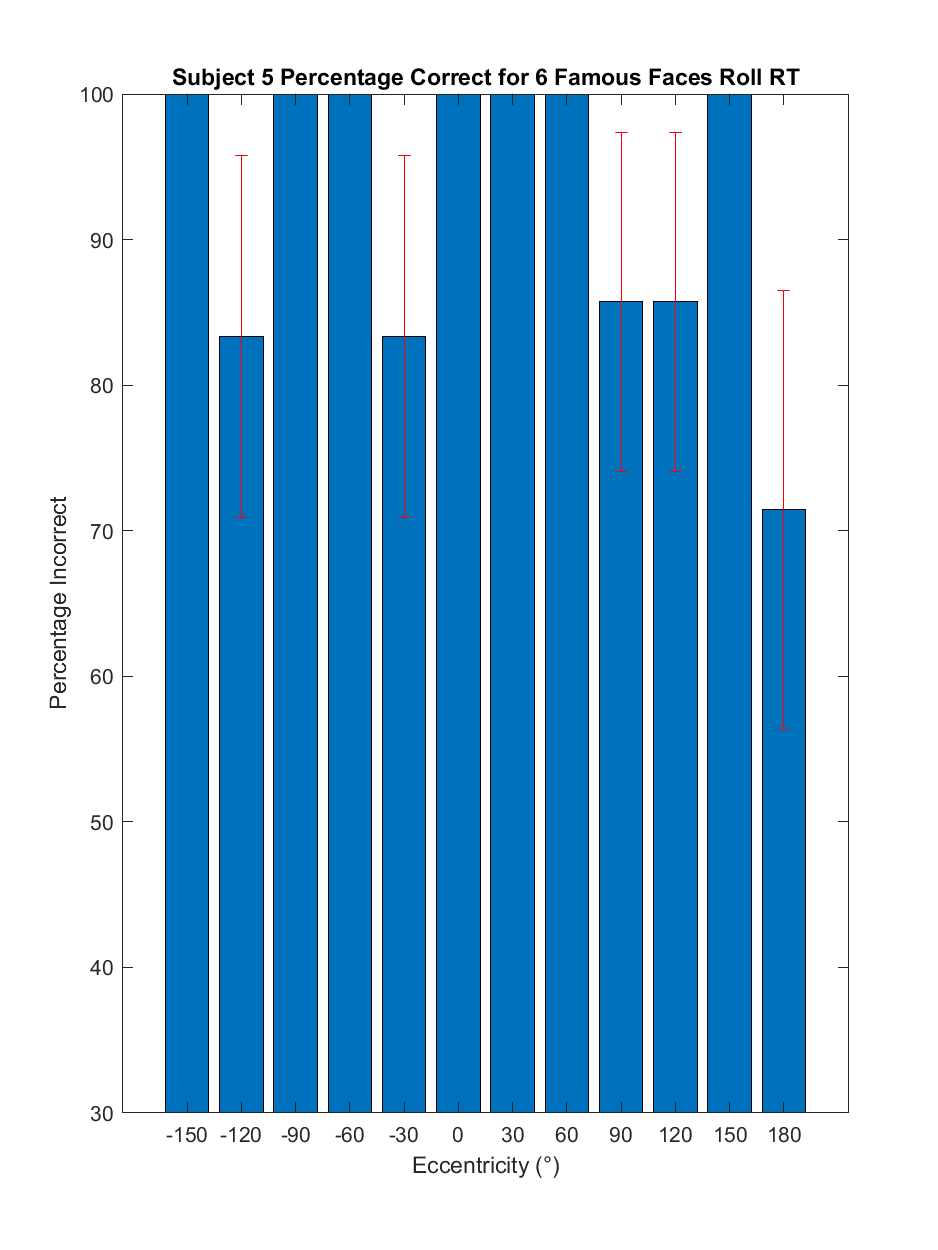 Subject 5 Percentage Correct for 6 Famous Faces Roll RT
100
90
80
70
60
50
40
30
Percentage Incorrect
-150 -120 -90 -60 -30 0 30 60 90 120 150 180
Eccentricity (°)